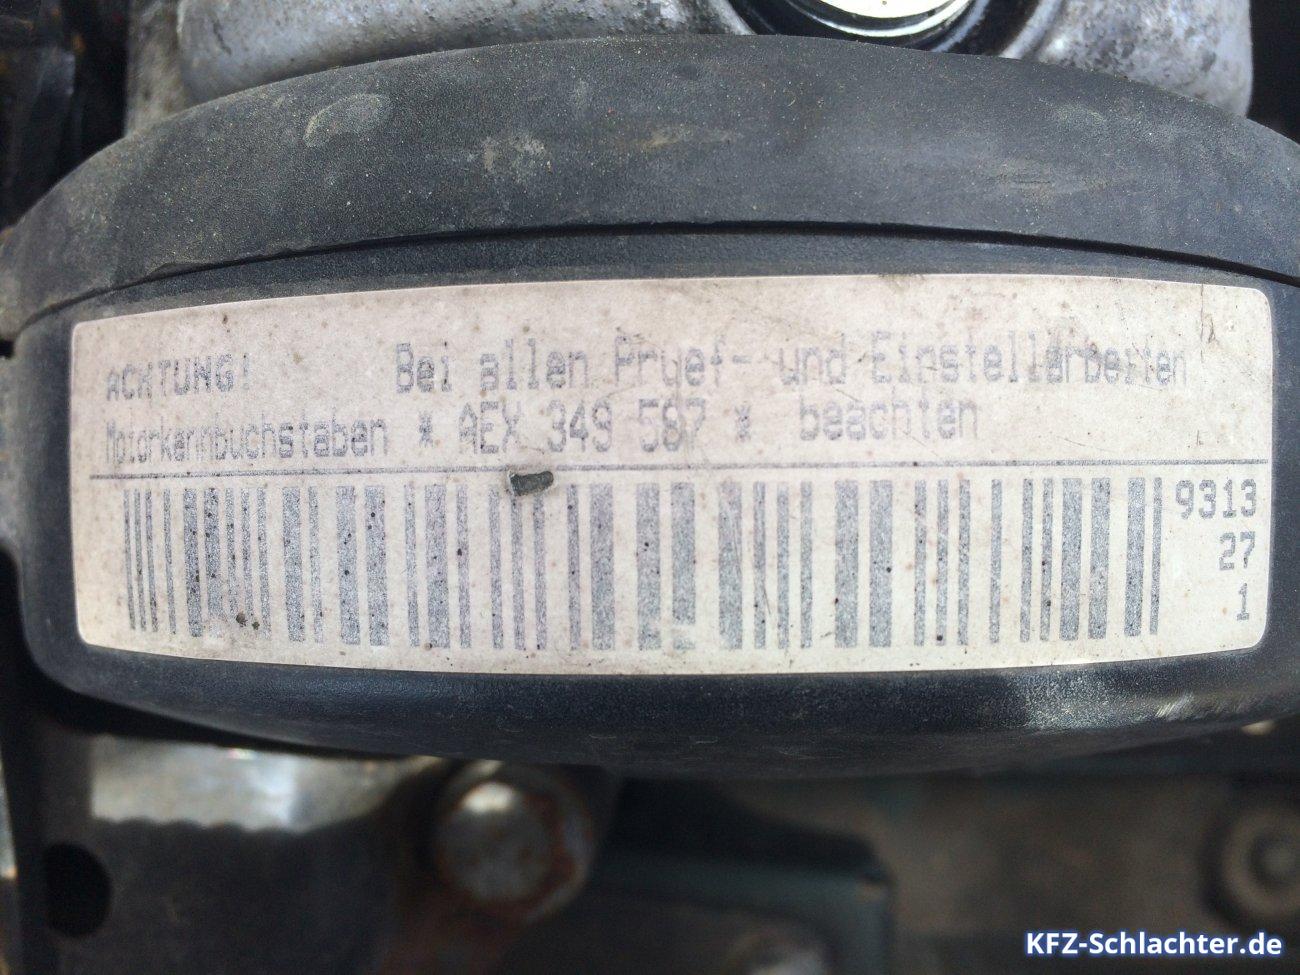 ACHTUNG! Bei allen Pruef- und Einstellarbeiten
Motorkennbuchstaben * AEX 349 587 * beachten
9313
27
1
KFZ-Schlachter.de